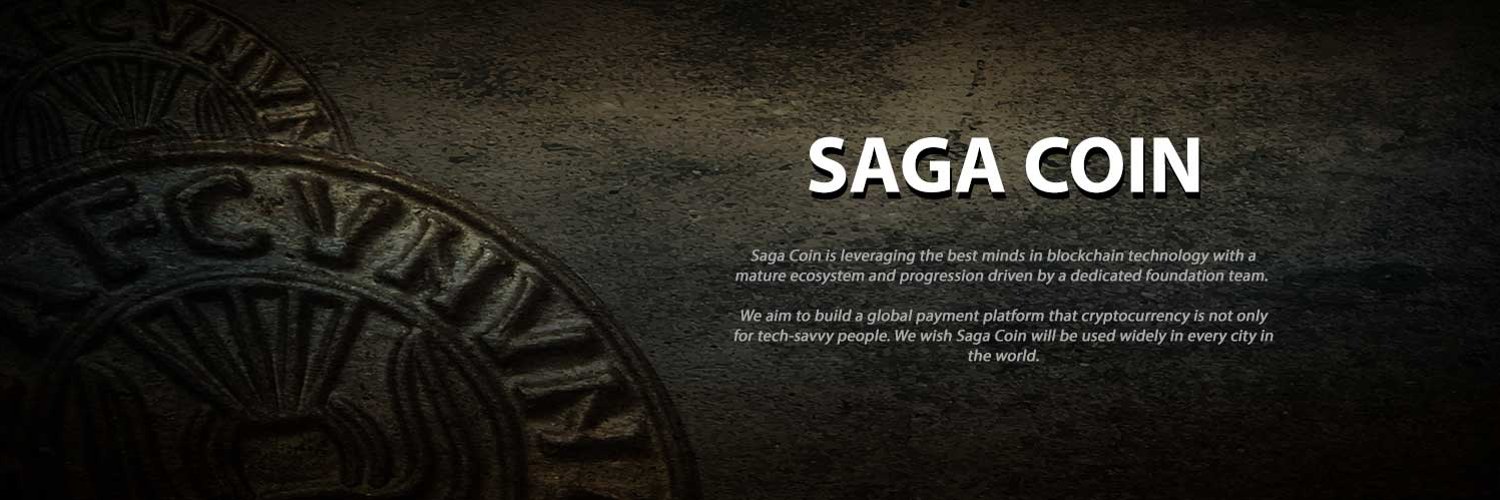 FCVNVN
FCVNVN
SAGA COIN
Saga Coin is leveraging the best minds in blockchain technology with a
mature ecosystem and progression driven by a dedicated foundation team.
We aim to build a global payment platform that cryptocurrency is not only
for tech-savvy people. We wish Saga Coin will be used widely in every city in
the world.